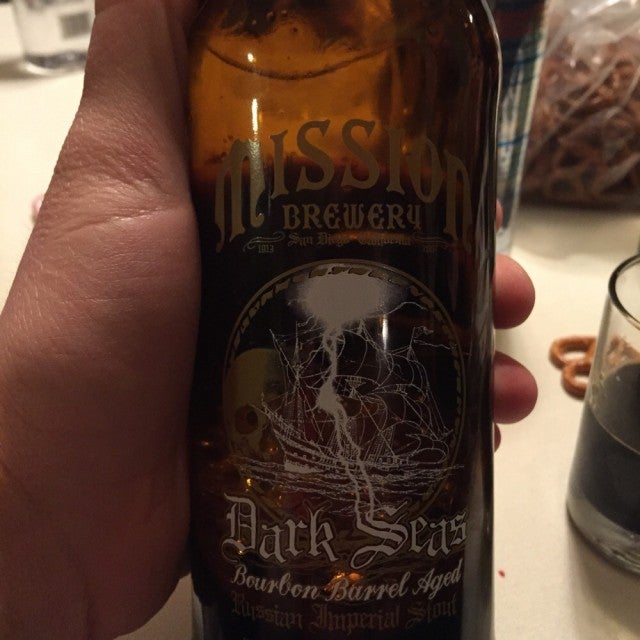 MISSION
BREWERY
San Diego, California
Dark Seas
Bourbon Barrel Aged
Russian Imperial Stout